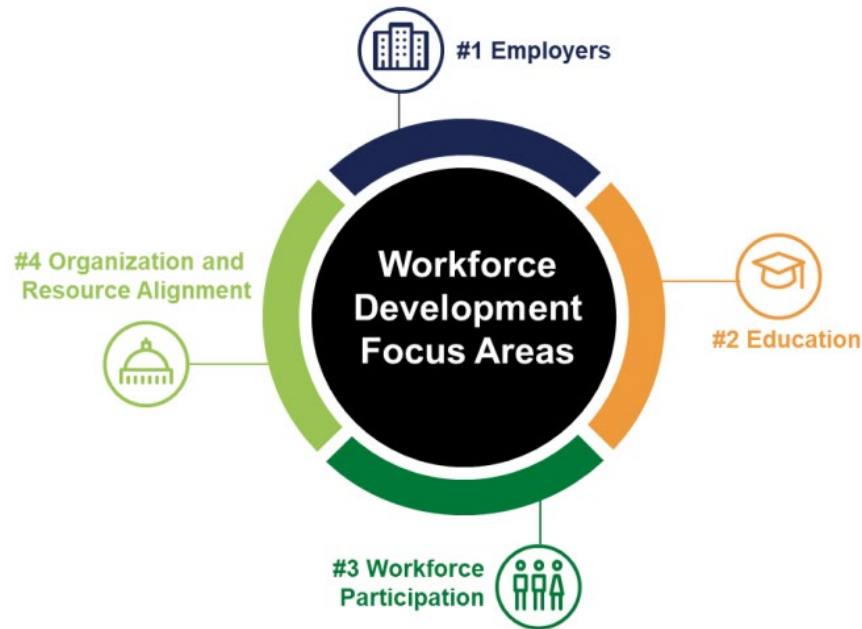 #1 Employers
Workforce
Development
Focus Areas
#2 Education
#3 Workforce
Participation
#4 Organization and
Resource Alignment